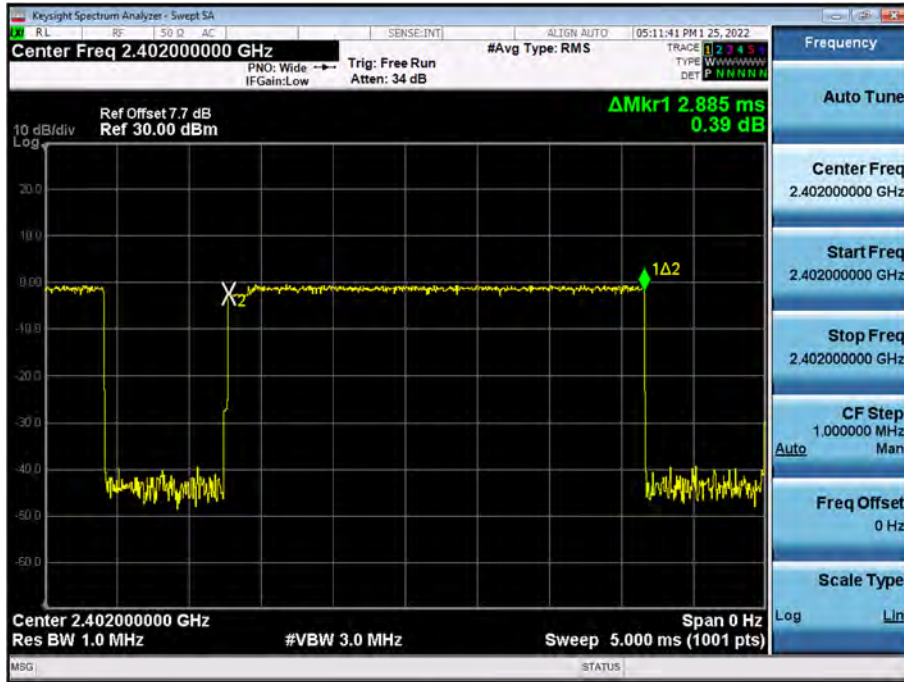 Keysight Spectrum Analyzer - Swept SA
LXI RL RF 50 Ω AC SENSE:INT ALIGN AUTO 05:11:41 PM 1 25, 2022
Center Freq 2.402000000 GHz
PNO: Wide
IFGain:Low
Trig: Free Run
Atten: 34 dB
#Avg Type: RMS
TRACE 1 2 3 4 5 6
TYPE WWWWWW
DET P N N N N N
Ref Offset 7.7 dB
10 dB/div Ref 30.00 dBm
Log
ΔMkr1 2.885 ms
0.39 dB
20.0
10.0
0.00
-10.0
-20.0
-30.0
-40.0
-50.0
-60.0
2
1Δ2
Center 2.402000000 GHz
Span 0 Hz
Res BW 1.0 MHz
#VBW 3.0 MHz
Sweep 5.000 ms (1001 pts)
MSG
STATUS
Frequency
Auto Tune
Center Freq
2.402000000 GHz
Start Freq
2.402000000 GHz
Stop Freq
2.402000000 GHz
CF Step
1.000000 MHz
Auto Man
Freq Offset
0 Hz
Scale Type
Log Lin